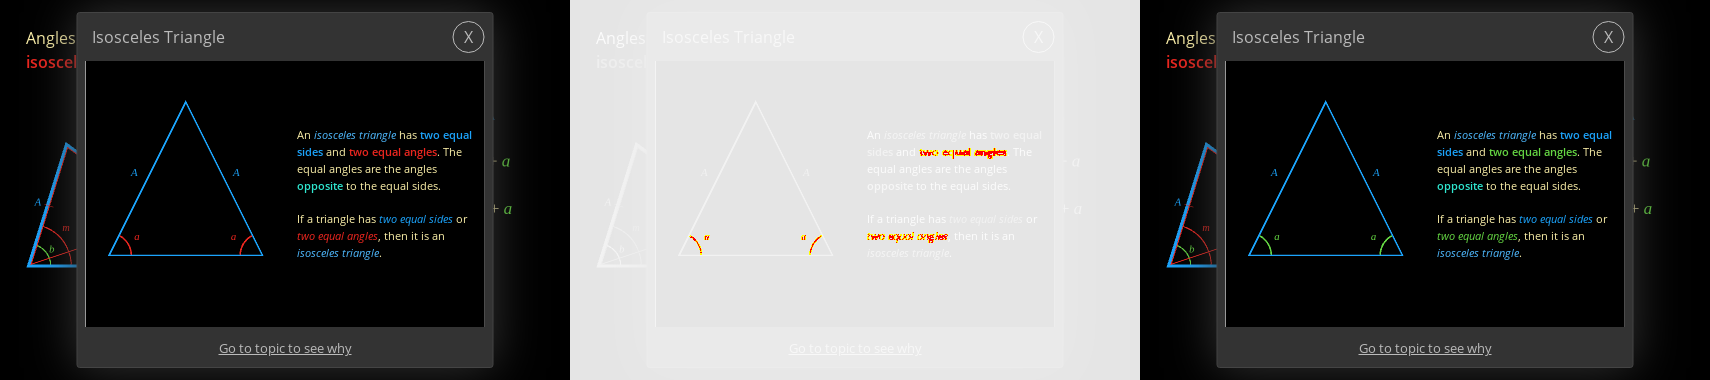 Angles
isoscel
Isosceles Triangle
X
A
A
a
a
An isosceles triangle has two equal
sides and two equal angles. The
equal angles are the angles
opposite to the equal sides.
If a triangle has two equal sides or
two equal angles, then it is an
isosceles triangle.
A
m
b
a
+ a
Go to topic to see why
Angles
isosce
Isosceles Triangle
X
A
A
a
a
An isosceles triangle has two equal
sides and two equal angles. The
equal angles are the angles
opposite to the equal sides.
If a triangle has two equal sides or
two equal angles, then it is an
isosceles triangle.
a
+ a
Go to topic to see why
Angles
isoscel
Isosceles Triangle
X
A
A
a
a
An isosceles triangle has two equal
sides and two equal angles. The
equal angles are the angles
opposite to the equal sides.
If a triangle has two equal sides or
two equal angles, then it is an
isosceles triangle.
A
m
b
a
+ a
Go to topic to see why